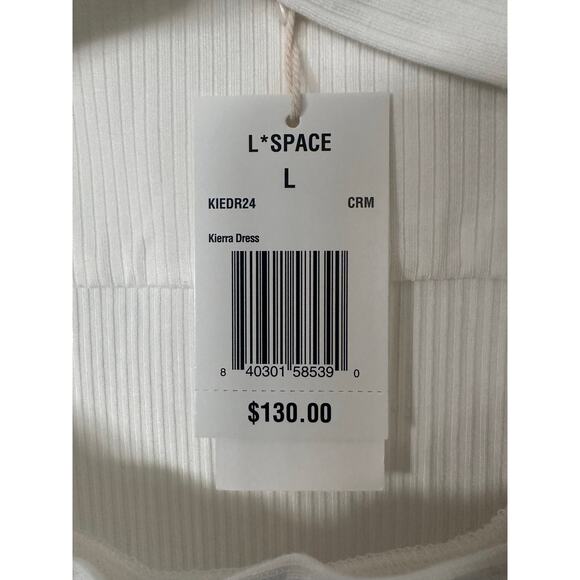 L*SPACE
L
KIEDR24 CRM
Kierra Dress
8 40301 58539 0
$130.00